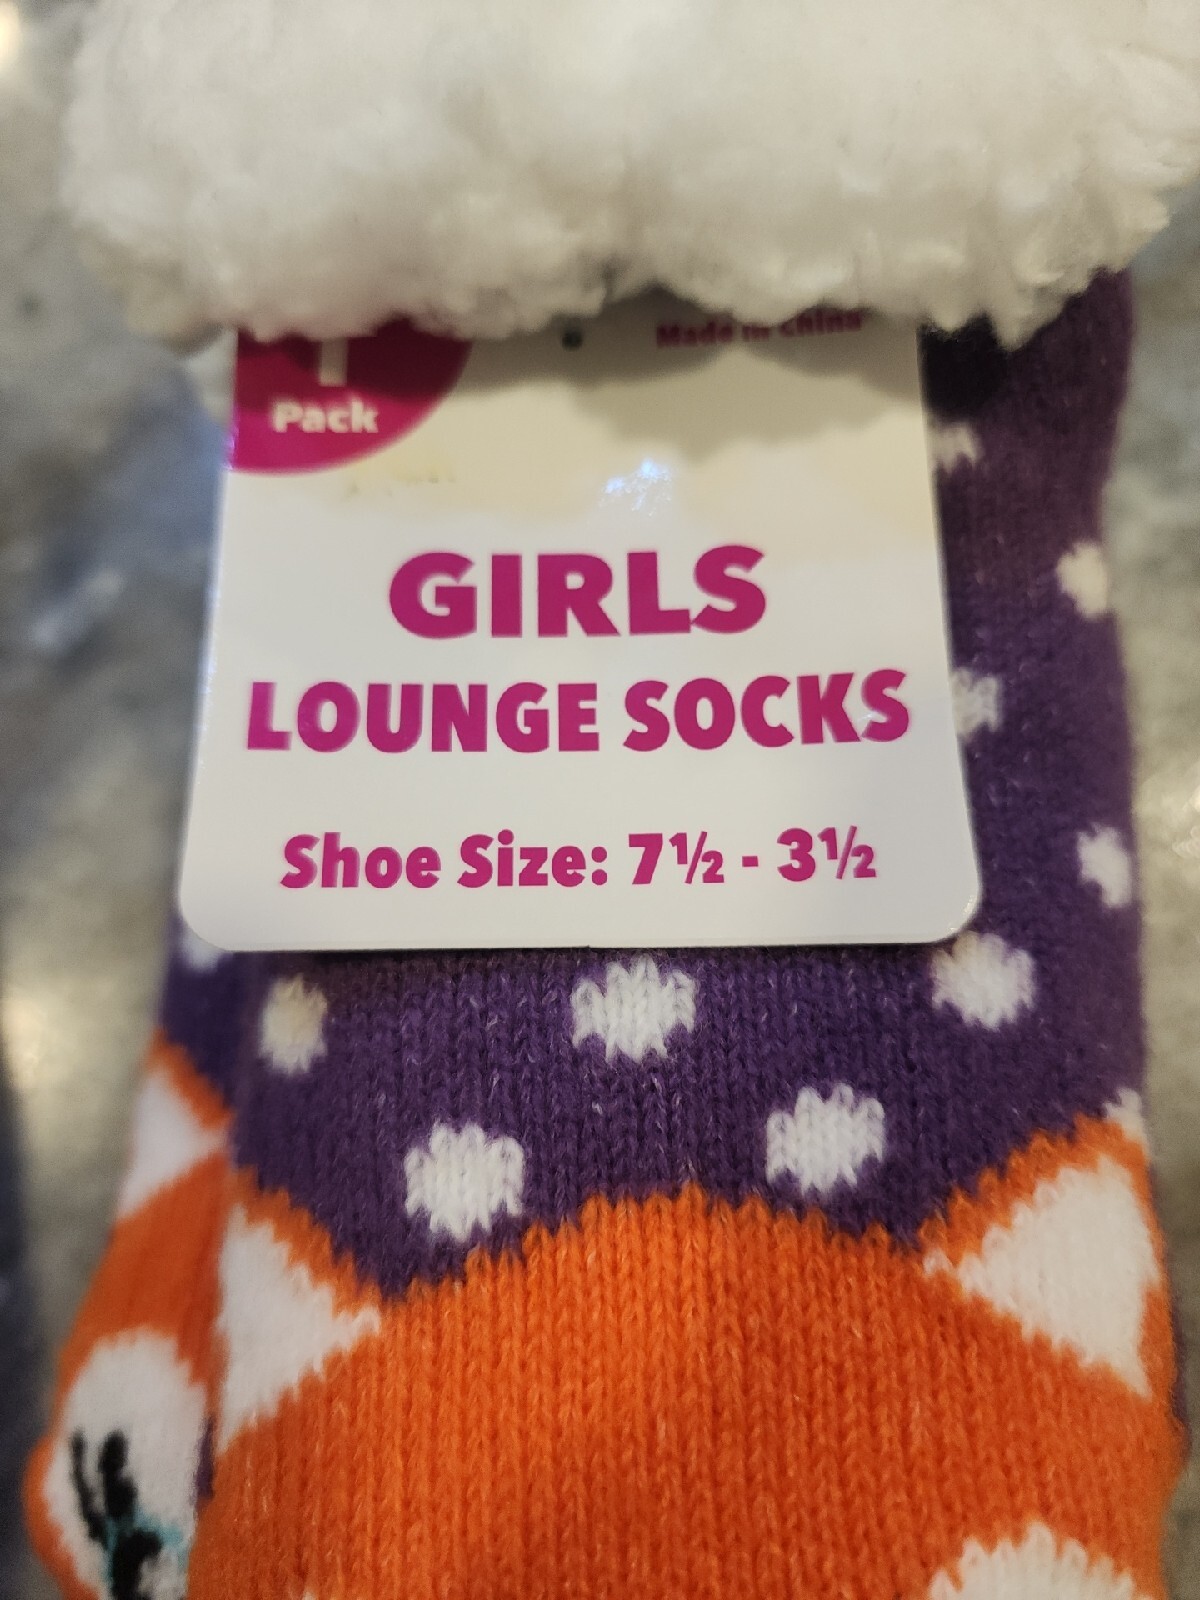 1
Pack
Made in China
GIRLS
LOUNGE SOCKS
Shoe Size: 7½ - 3½